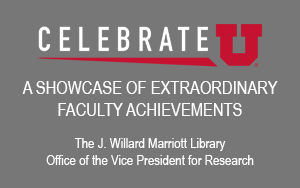 CELEBRATE U
A SHOWCASE OF EXTRAORDINARY
FACULTY ACHIEVEMENTS
The J. Willard Marriott Library
Office of the Vice President for Research